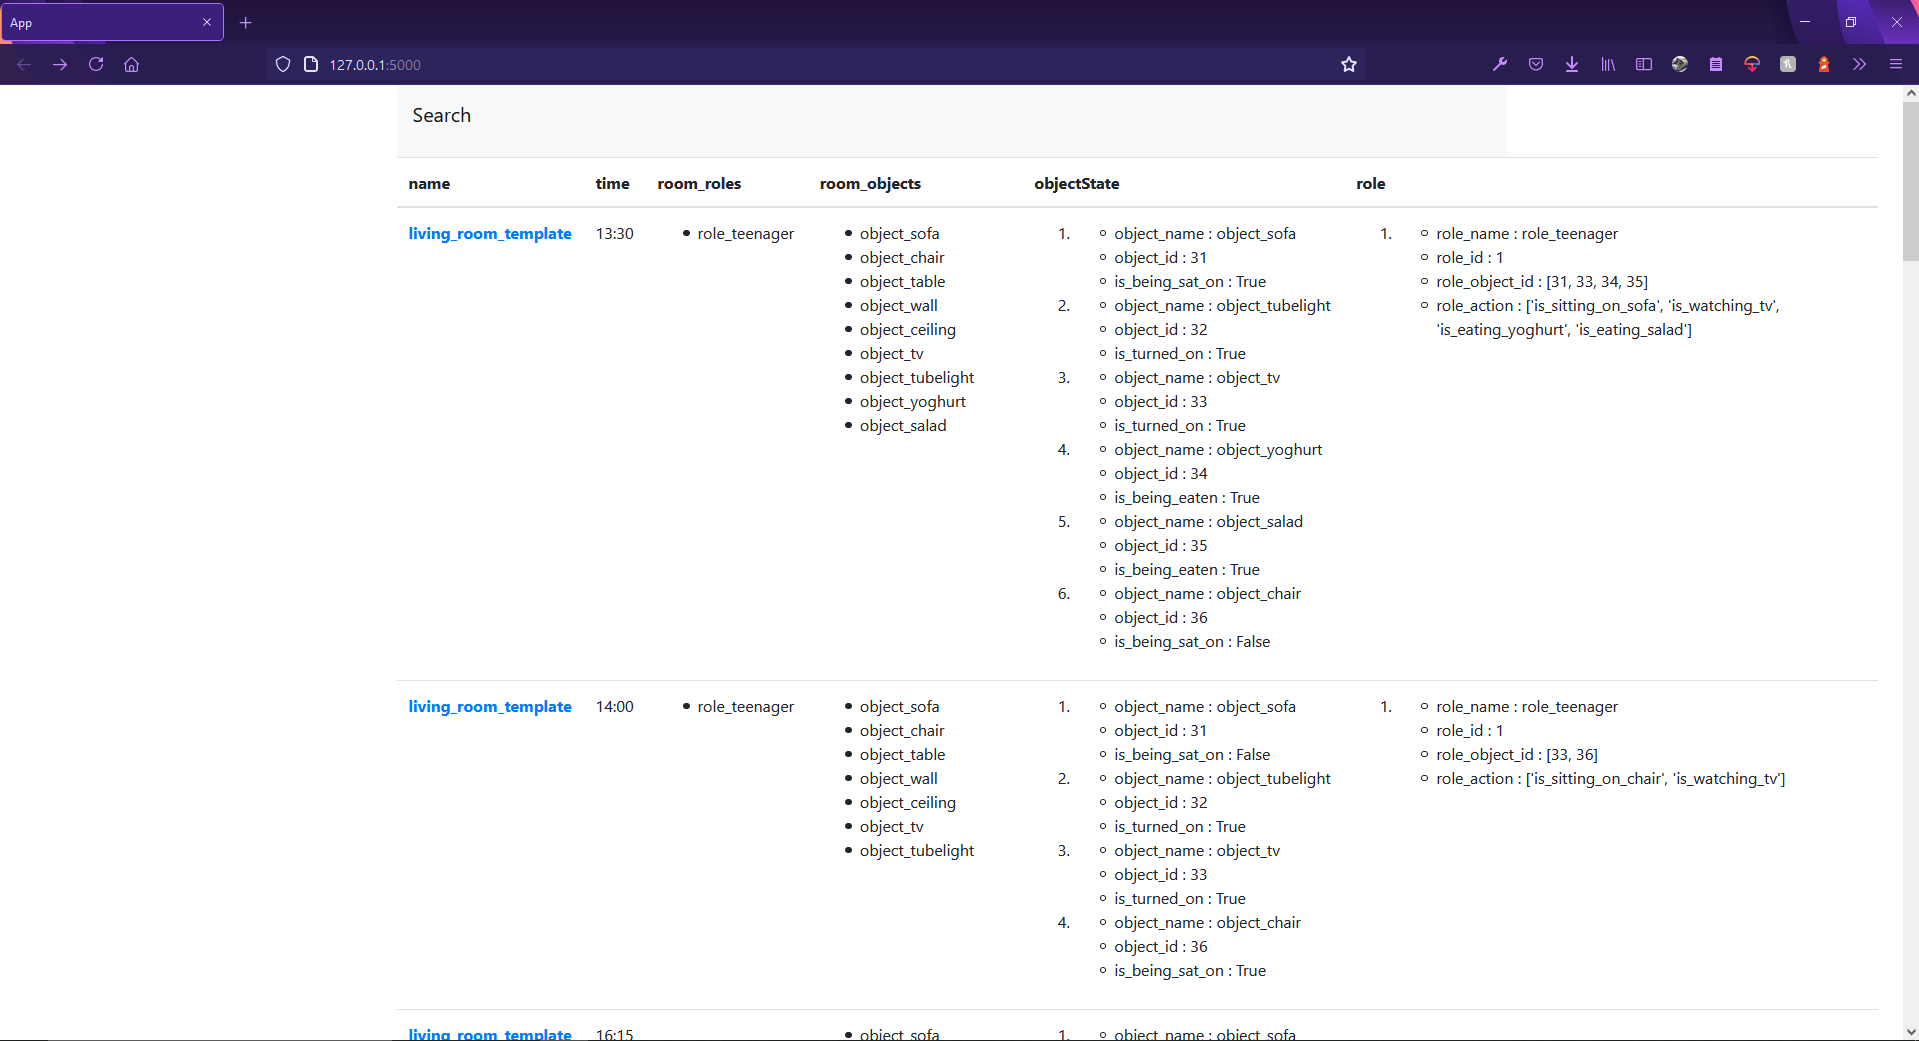 App
127.0.0.1:5000
Search
name time room_roles room_objects objectState role
living_room_template 13:30
role_teenager
object_sofa
object_chair
object_table
object_wall
object_ceiling
object_tv
object_tubelight
object_yoghurt
object_salad
1. object_name : object_sofa
object_id : 31
is_being_sat_on : True
2. object_name : object_tubelight
object_id : 32
is_turned_on : True
3. object_name : object_tv
object_id : 33
is_turned_on : True
4. object_name : object_yoghurt
object_id : 34
is_being_eaten : True
5. object_name : object_salad
object_id : 35
is_being_eaten : True
6. object_name : object_chair
object_id : 36
is_being_sat_on : False
1. role_name : role_teenager
role_id : 1
role_object_id : [31, 33, 34, 35]
role_action : ['is_sitting_on_sofa', 'is_watching_tv',
'is_eating_yoghurt', 'is_eating_salad']
living_room_template 14:00
role_teenager
object_sofa
object_chair
object_table
object_wall
object_ceiling
object_tv
object_tubelight
1. object_name : object_sofa
object_id : 31
is_being_sat_on : False
2. object_name : object_tubelight
object_id : 32
is_turned_on : True
3. object_name : object_tv
object_id : 33
is_turned_on : True
4. object_name : object_chair
object_id : 36
is_being_sat_on : True
1. role_name : role_teenager
role_id : 1
role_object_id : [33, 36]
role_action : ['is_sitting_on_chair', 'is_watching_tv']
living_room_template 16:15
object_sofa
1. object_name : object_sofa